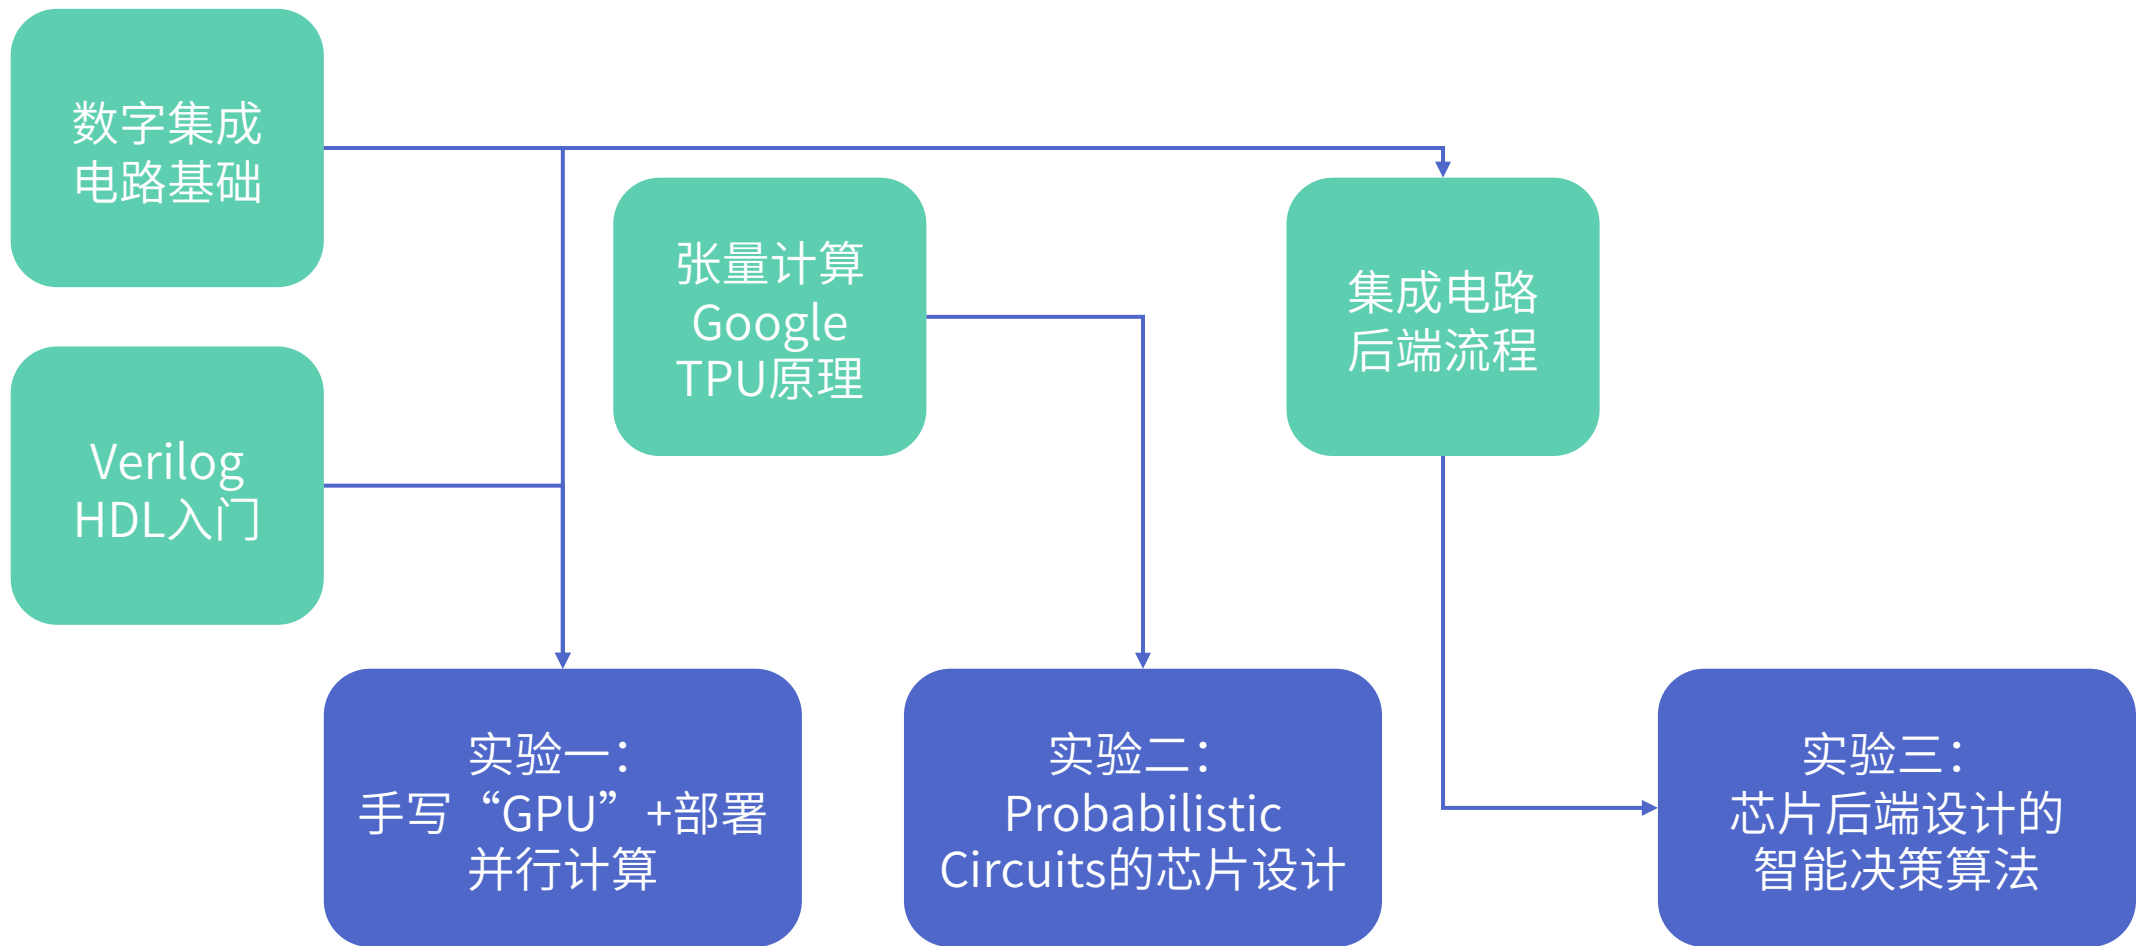 数字集成
电路基础
Verilog
HDL入门
张量计算
Google
TPU原理
集成电路
后端流程
实验一：
手写“GPU”+部署
并行计算
实验二：
Probabilistic
Circuits的芯片设计
实验三：
芯片后端设计的
智能决策算法